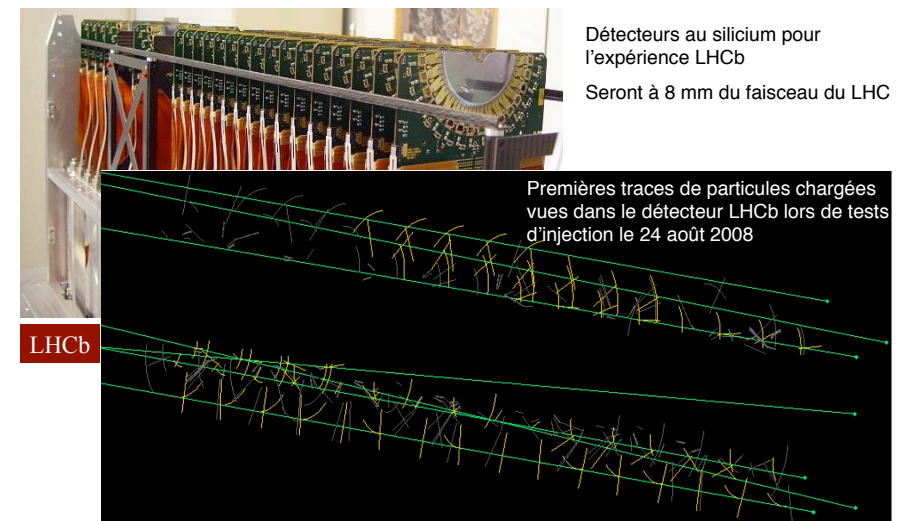 Détecteurs au silicium pour
l'expérience LHCb
Seront à 8 mm du faisceau du LHC
Premières traces de particules chargées
vues dans le détecteur LHCb lors de tests
d'injection le 24 août 2008
LHCb